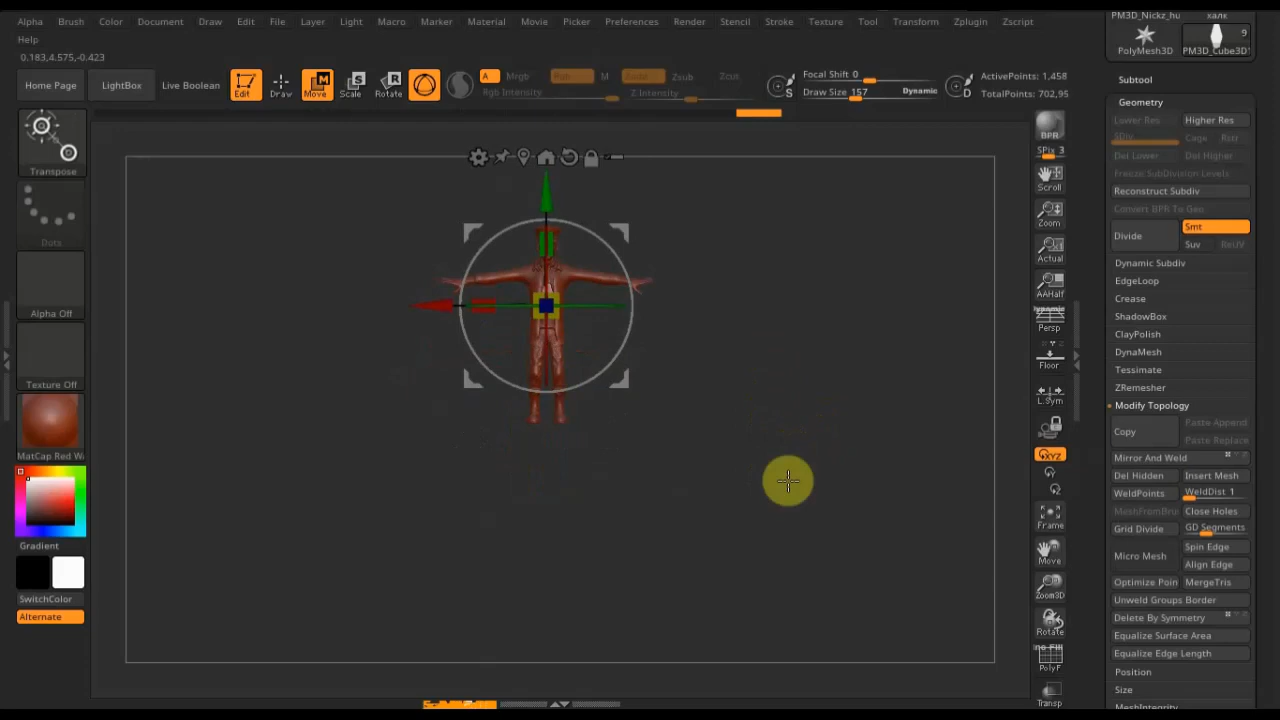 Alpha Brush Color Document Draw Edit File Layer Light Macro Marker Material Movie Picker Preferences Render Stencil Stroke Texture Tool Transform Zplugin Zscript
Help
PM3D_Nickz_hu халк
0.183,4.575,-0.423
9
PolyMesh3D PM3D_Cube3D
Home Page LightBox Live Boolean Edit Draw Move Scale Rotate A Mrgb Rgb M Zadd Zsub Zcut
Rgb Intensity Z Intensity
S Focal Shift 0
Draw Size 157 Dynamic
D ActivePoints: 1,458
TotalPoints: 702,95
Transpose
Dots
Alpha Off
Texture Off
MatCap Red Wa
Gradient
SwitchColor
Alternate
BPR
SPix 3
Scroll
Zoom
Actual
AAHalf
Dynamic
Persp
Floor
L.Sym
XYZ
Frame
Move
Zoom3D
Rotate
PolyF
Transp
Subtool
Geometry
Lower Res Higher Res
SDiv Cage Rstr
Del Lower Del Higher
Freeze SubDivision Levels
Reconstruct Subdiv
Convert BPR To Geo
Divide Smt
Suv ReUV
Dynamic Subdiv
EdgeLoop
Crease
ShadowBox
ClayPolish
DynaMesh
Tessimate
ZRemesher
Modify Topology
Copy Paste Append
Paste Replace
Mirror And Weld
Del Hidden Insert Mesh
WeldPoints WeldDist 1
MeshFromBru Close Holes
Grid Divide GD Segments
Micro Mesh Spin Edge
Align Edge
Optimize Poin MergeTris
Unweld Groups Border
Delete By Symmetry
Equalize Surface Area
Equalize Edge Length
Position
Size